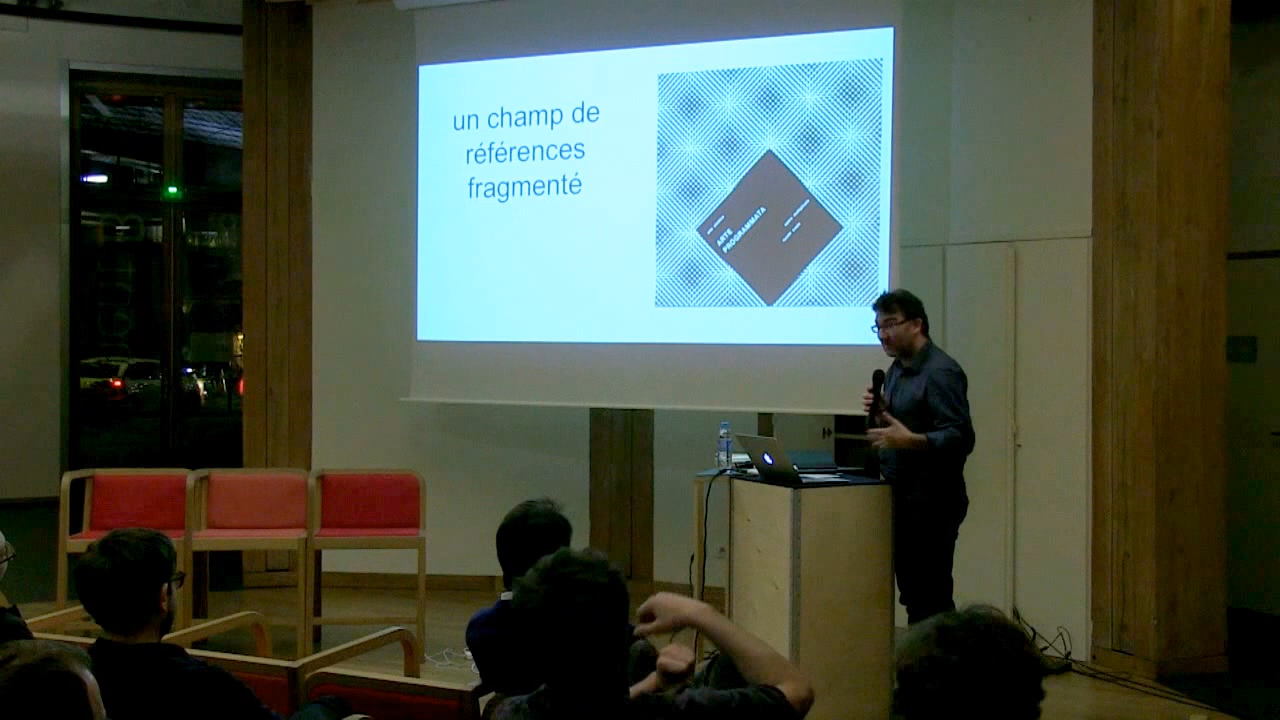 un champ de
références
fragmenté
ARTE
PROGRAMMATA